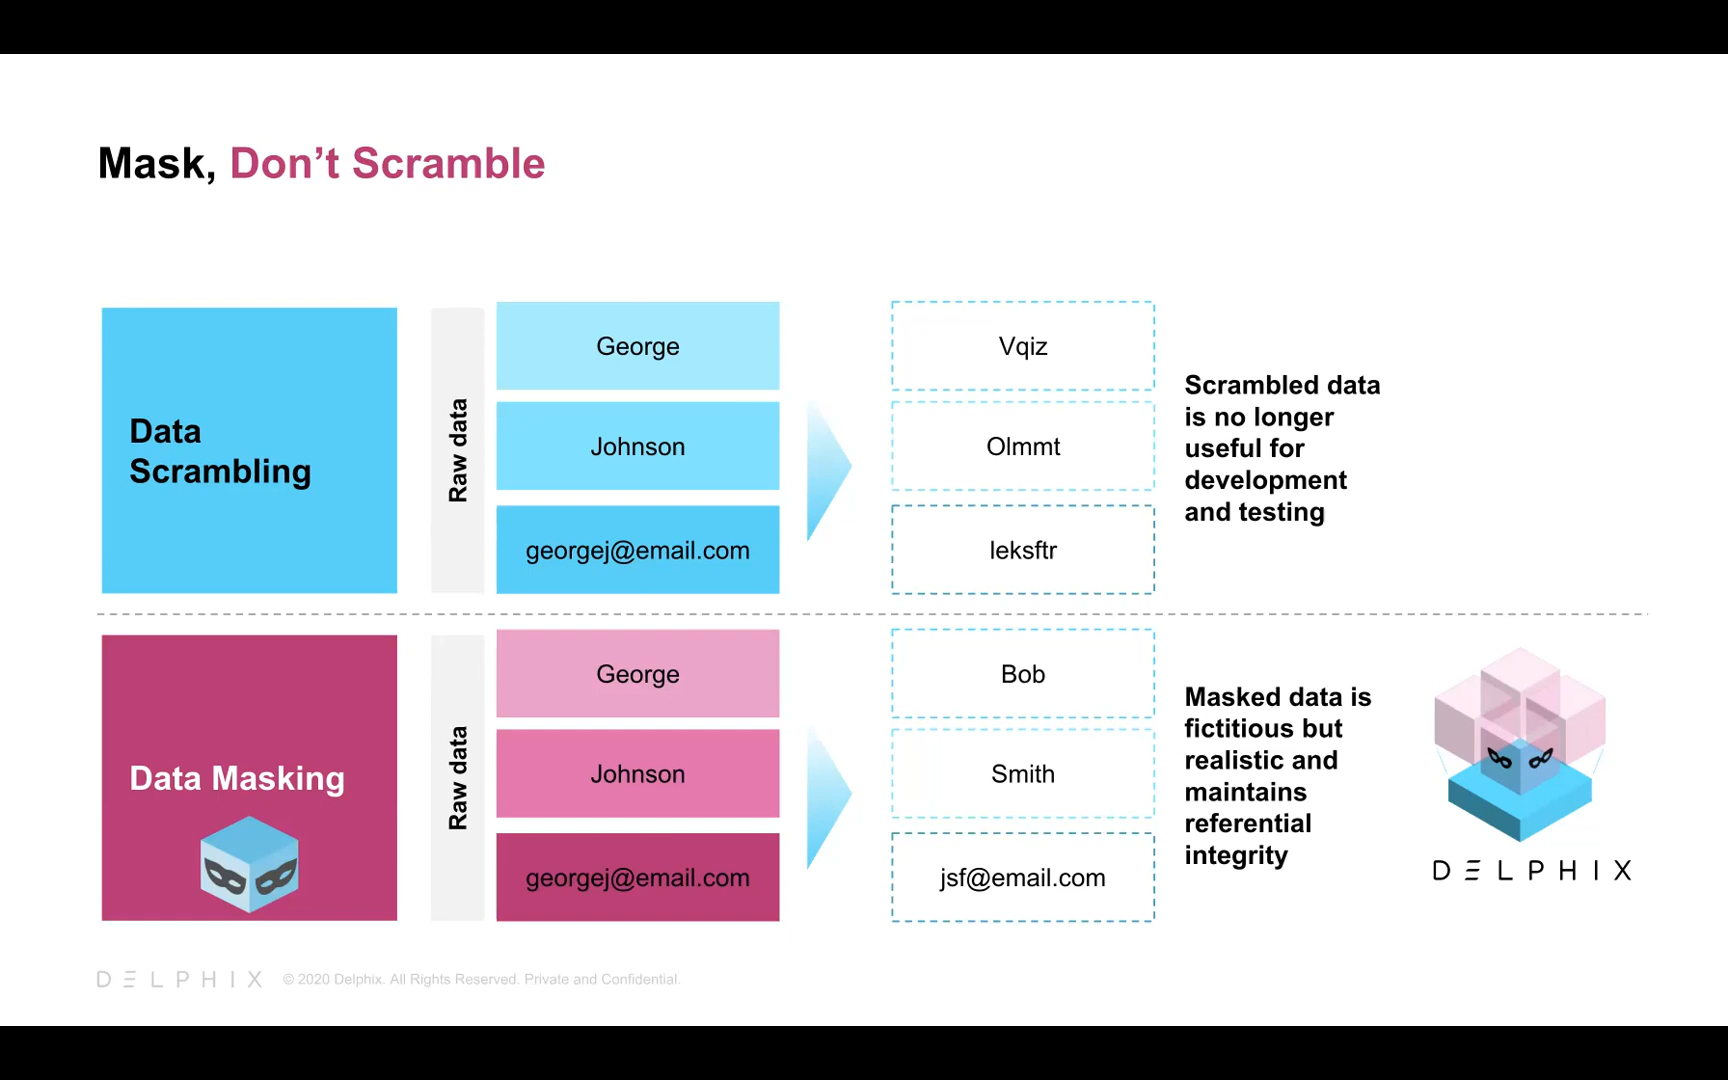 Mask, Don’t Scramble
Data
Scrambling
Raw data
George
Johnson
georgej@email.com
Vqiz
Olmmt
leksftr
Scrambled data
is no longer
useful for
development
and testing
Data Masking
Raw data
George
Johnson
georgej@email.com
Bob
Smith
jsf@email.com
Masked data is
fictitious but
realistic and
maintains
referential
integrity
DELPHIX
DELPHIX © 2020 Delphix. All Rights Reserved. Private and Confidential.